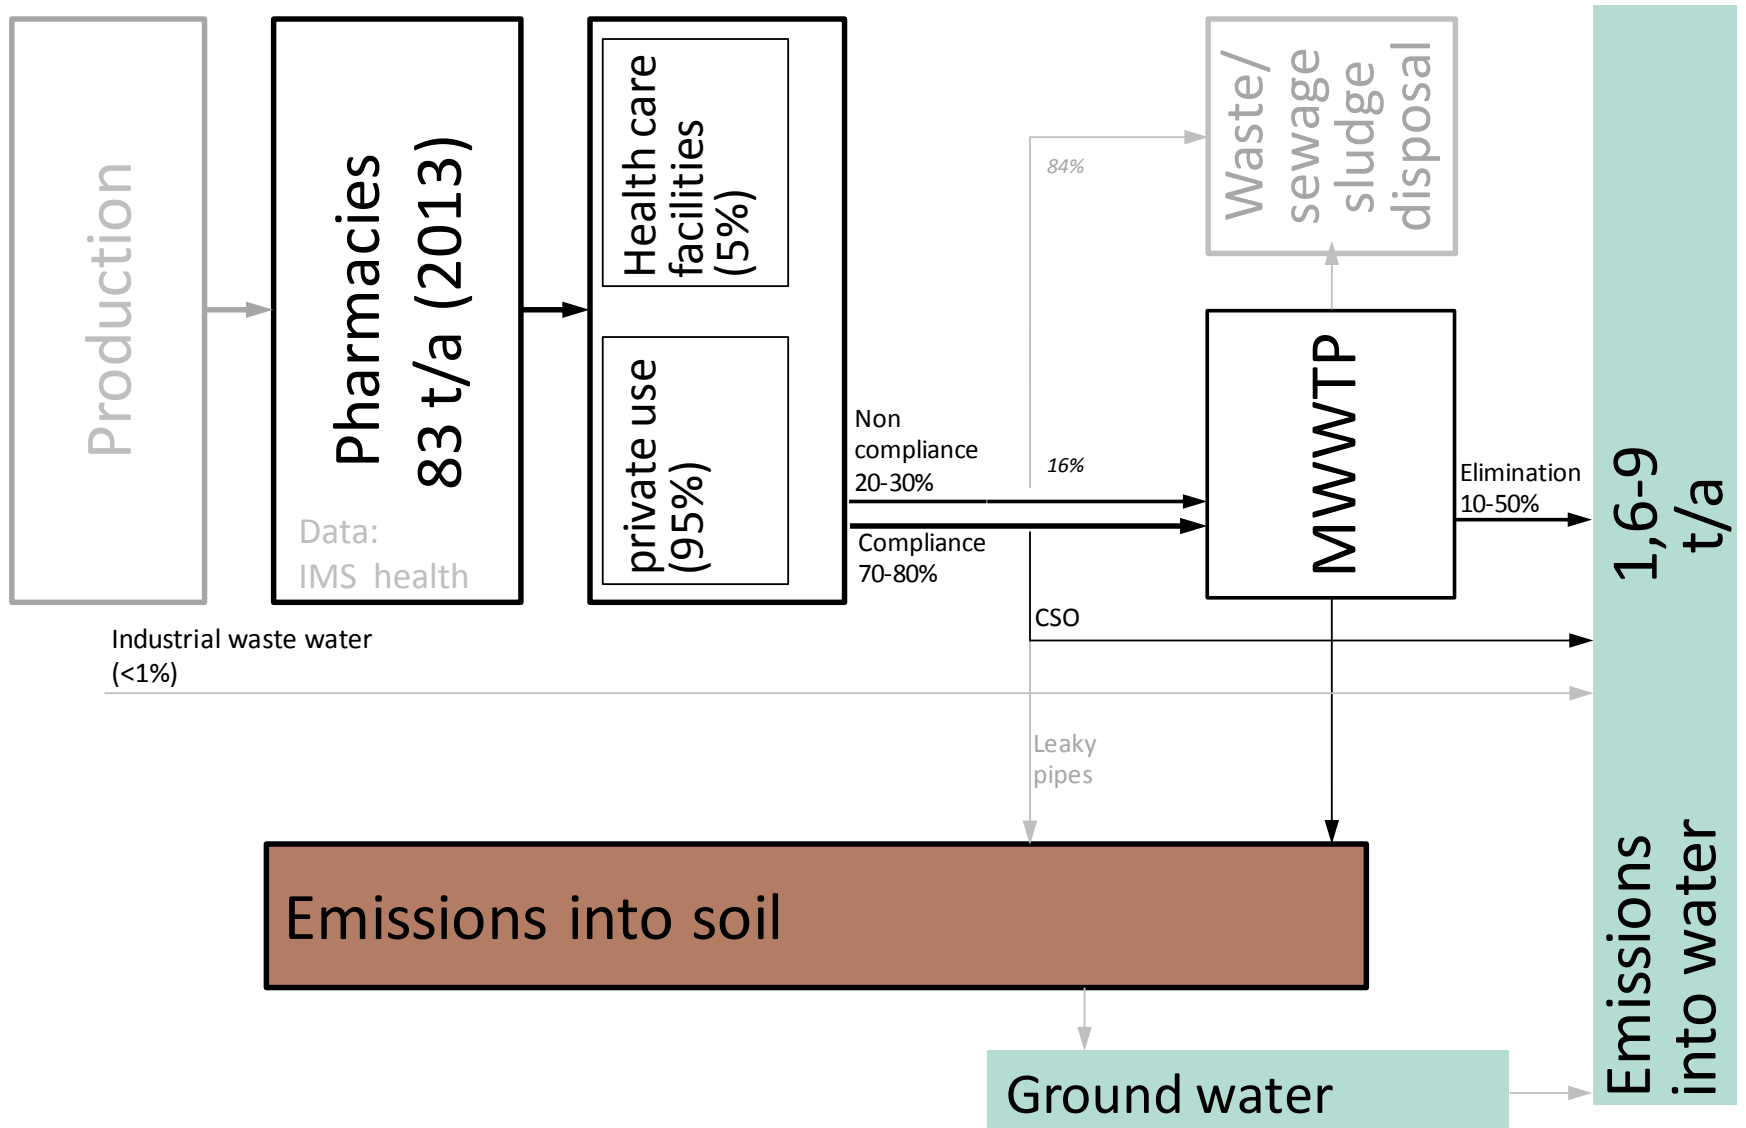 Production
Pharmacies
83 t/a (2013)
Data:
IMS health
Health care
facilities
(5%)
private use
(95%)
Non
compliance
20-30%
Compliance
70-80%
84%
16%
Waste/
sewage
sludge
disposal
MWWTP
Elimination
10-50%
CSO
Industrial waste water
(<1%)
Leaky
pipes
Emissions into soil
Ground water
Emissions
into water
1,6-9
t/a